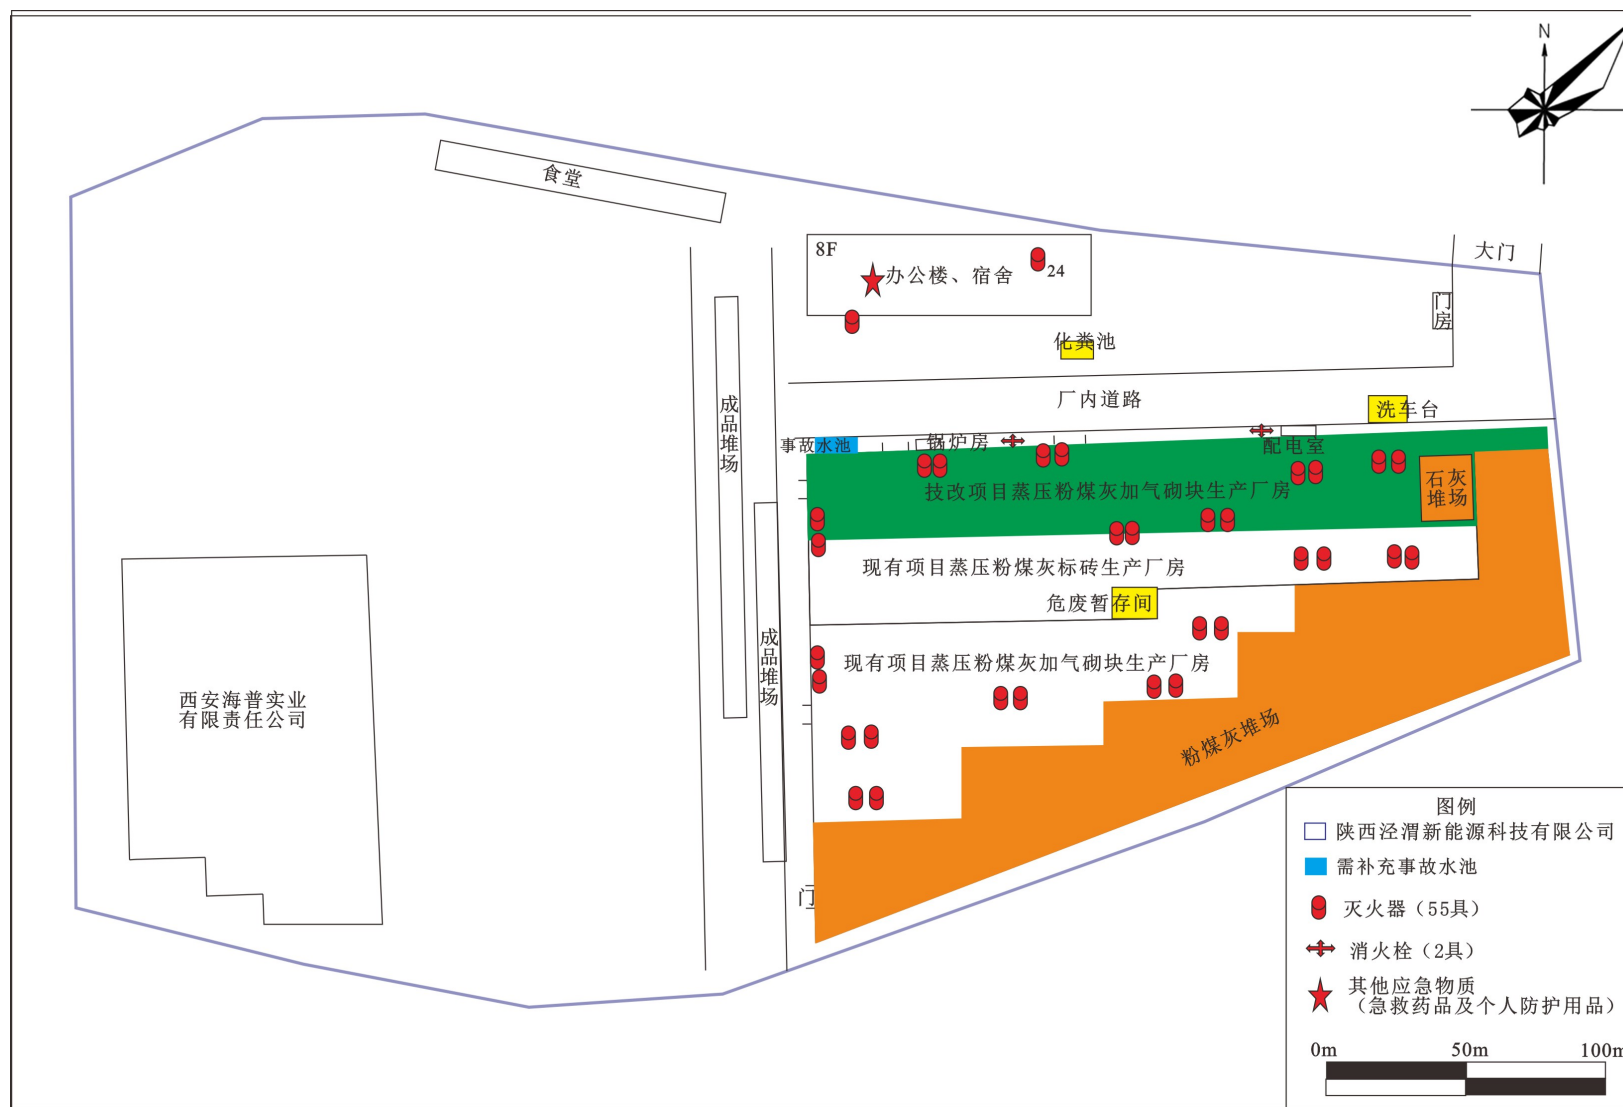 N
大门
食堂
8F
办公楼、宿舍
24
门房
化粪池
厂内道路
洗车台
成品堆场
事故水池
锅炉房
配电室
技改项目蒸压粉煤灰加气砌块生产厂房
石灰
堆场
现有项目蒸压粉煤灰标砖生产厂房
危废暂存间
成品堆场
现有项目蒸压粉煤灰加气砌块生产厂房
西安海普实业
有限责任公司
粉煤灰堆场
门
图例
陕西泾渭新能源科技有限公司
需补充事故水池
灭火器（55具）
消火栓（2具）
其他应急物质
（急救药品及个人防护用品）
0m 50m 100m